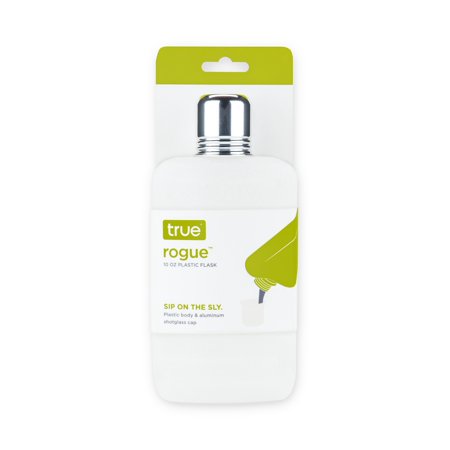 true
rogue™
10 OZ PLASTIC FLASK
SIP ON THE SLY.
Plastic body & aluminum
shotglass cap